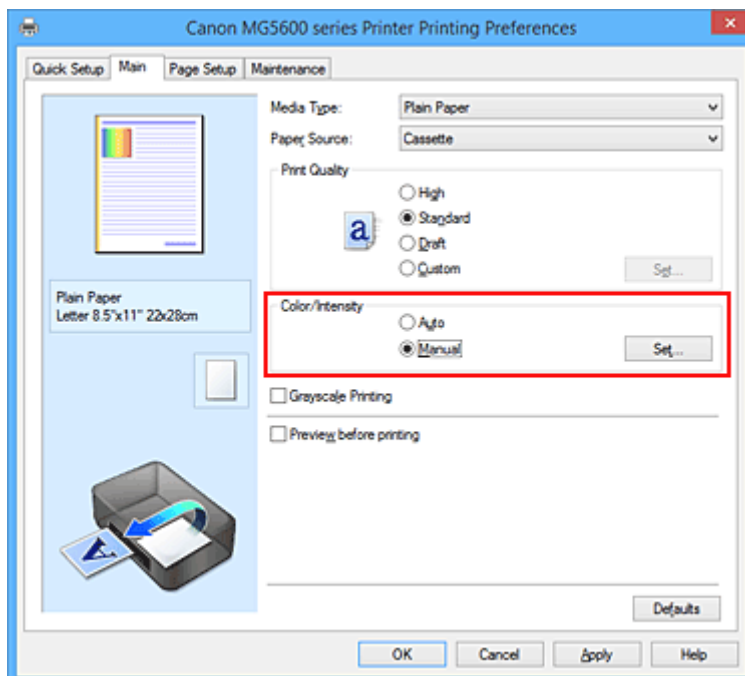 Canon MG5600 series Printer Printing Preferences
Quick Setup Main Page Setup Maintenance
Media Type: Plain Paper
Paper Source: Cassette
Print Quality
High
a Standard
Draft
Custom Set...
Plain Paper
Letter 8.5"x11" 22x28cm
Color/Intensity
Auto
Manual Set...
Grayscale Printing
Preview before printing
A
Defaults
OK Cancel Apply Help